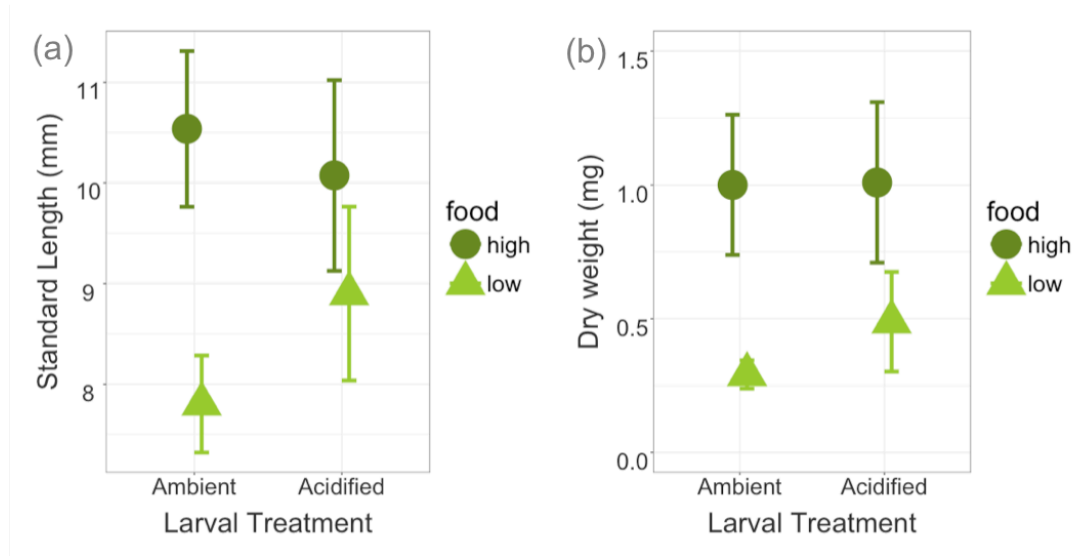 (a)
Standard Length (mm)
11
10
9
8
Ambient
Acidified
Larval Treatment
food
high
low
(b)
Dry weight (mg)
1.5
1.0
0.5
0.0
Ambient
Acidified
Larval Treatment
food
high
low